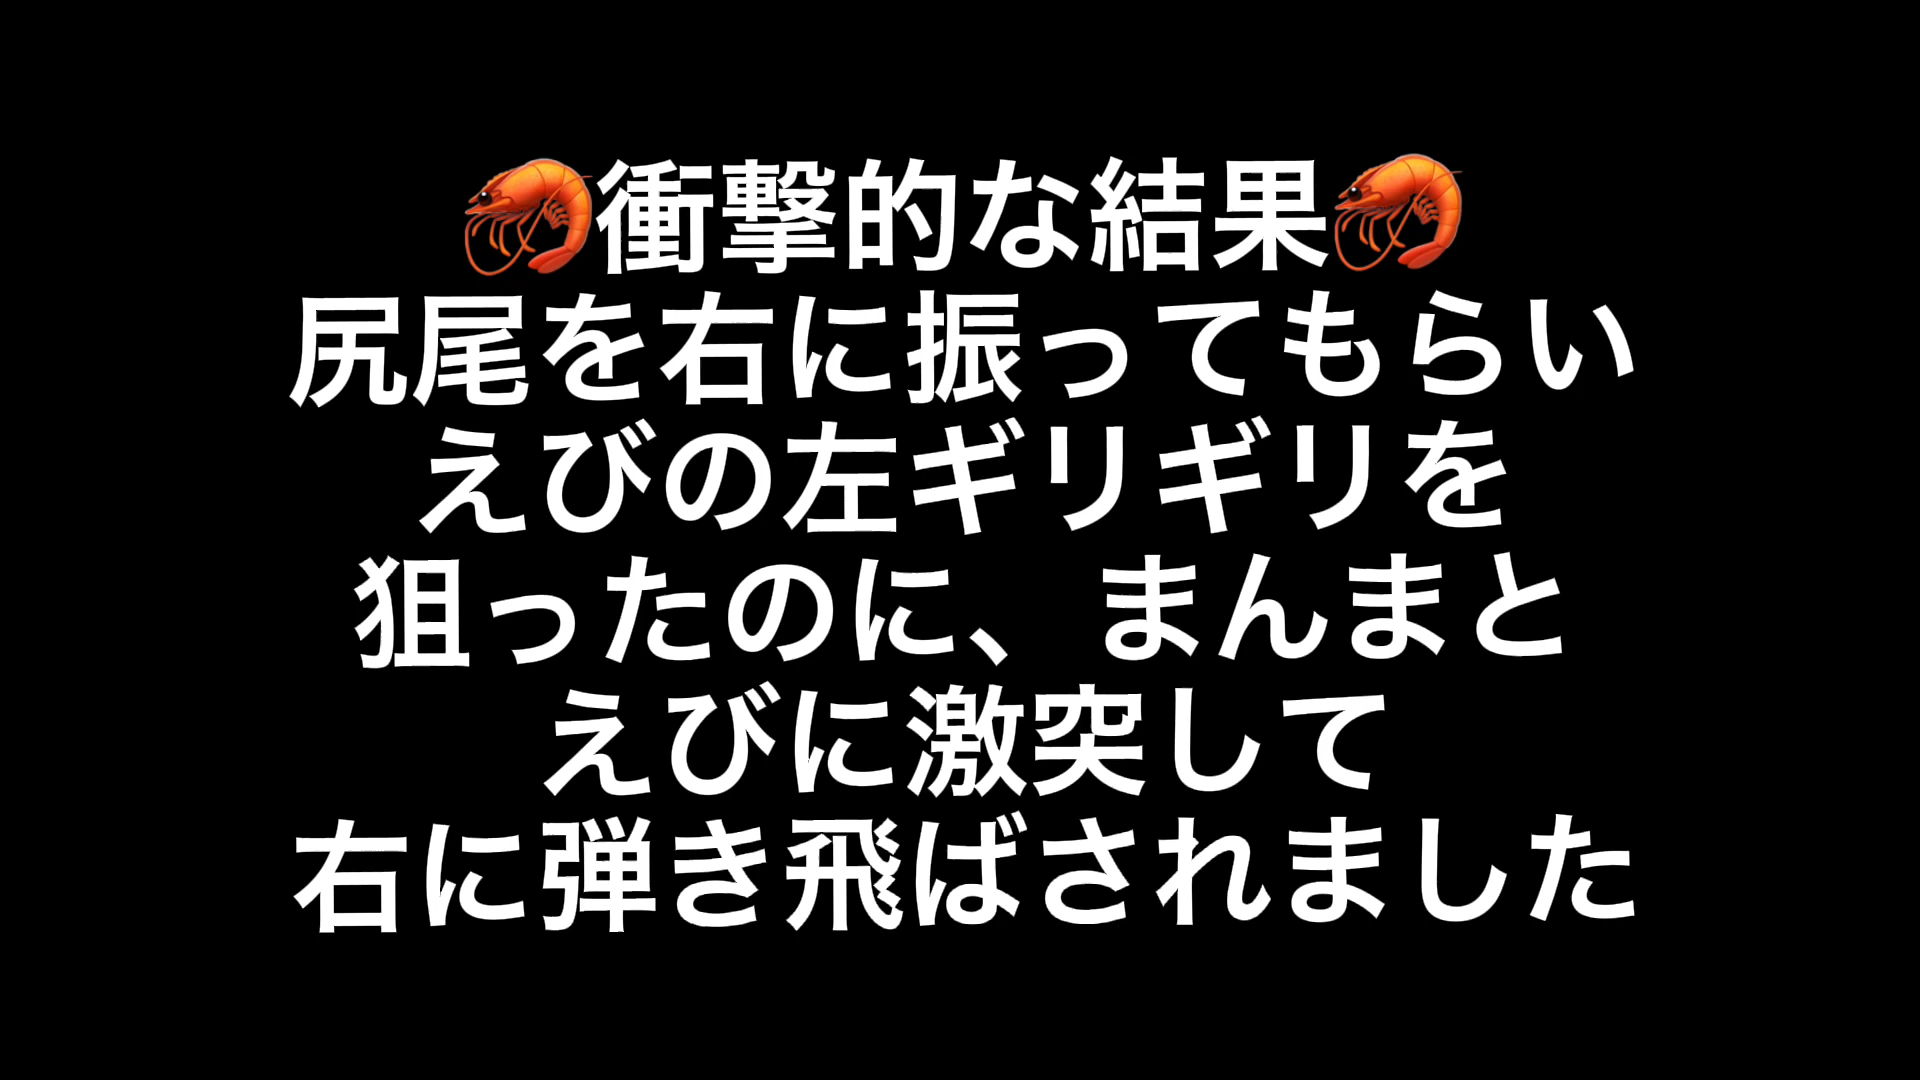 🦐衝撃的な結果🦐
尻尾を右に振ってもらい
えびの左ギリギリを
狙ったのに、まんまと
えびに激突して
右に弾き飛ばされました